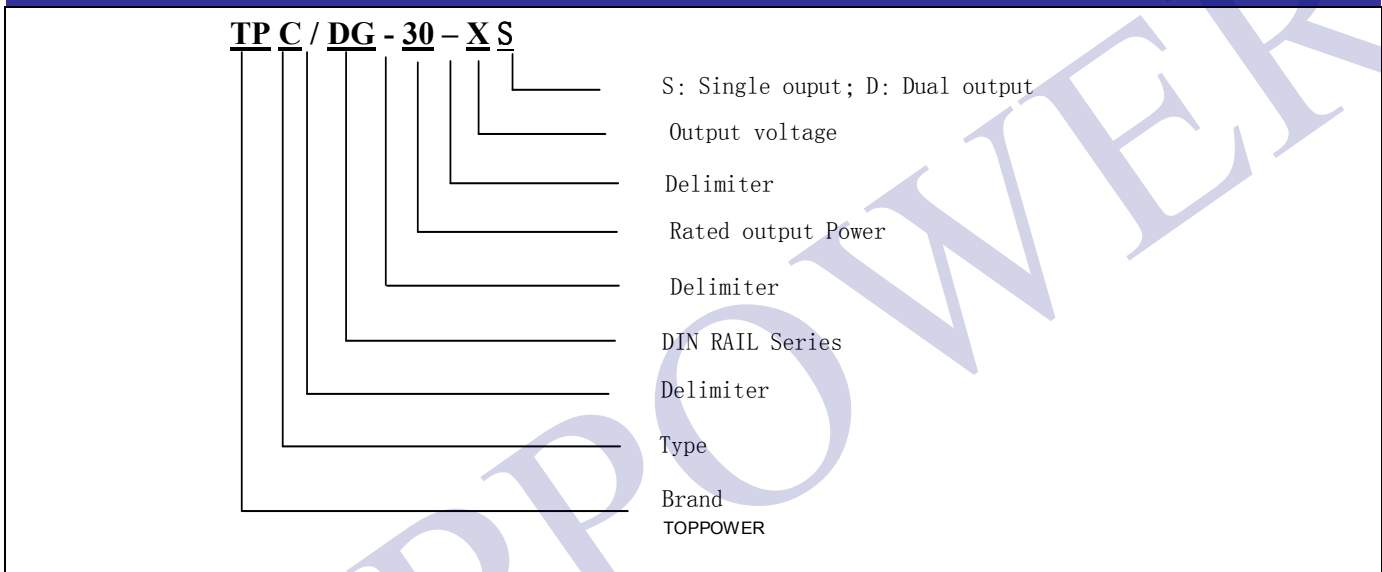 TP C / DG - 30 – X S
S: Single ouput; D: Dual output
Output voltage
Delimiter
Rated output Power
Delimiter
DIN RAIL Series
Delimiter
Type
Brand
TOPPOWER
PPOWER